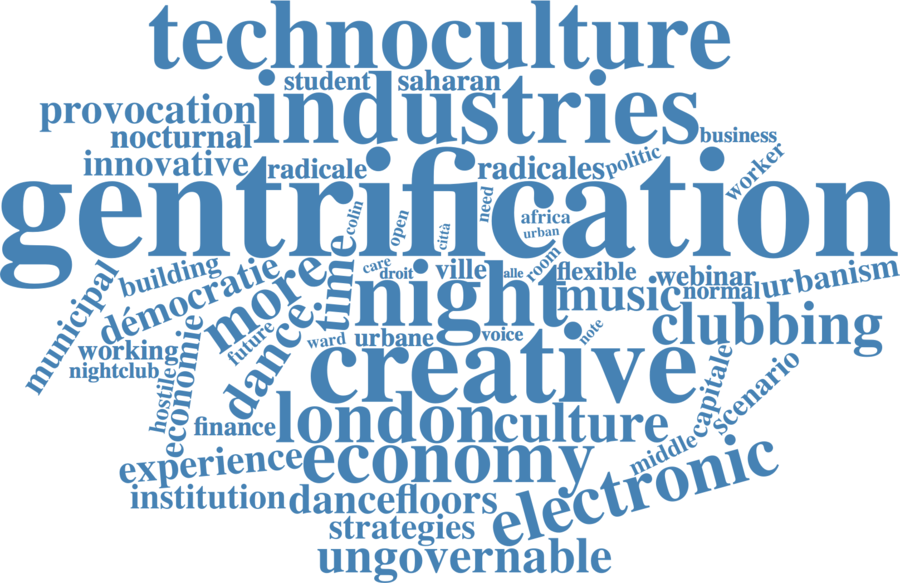 technoculture
student saharan
industries
provocation
nocturnal
business
innovative
radicale
radicales
politic
worker
gentrification
colin
open
città
need
africa
urban
care
droit
ville
alle
room
flexible
webinar
normal
urbanism
municipal
building
démocratie
more
time
night
music
clubbing
future
dance
ward
urbane
voice
note
working
nightclub
hostile
economie
creative
capitale
scenario
finance
london
culture
experience
economy
middle
electronic
institution
dancefloors
strategies
ungovernable